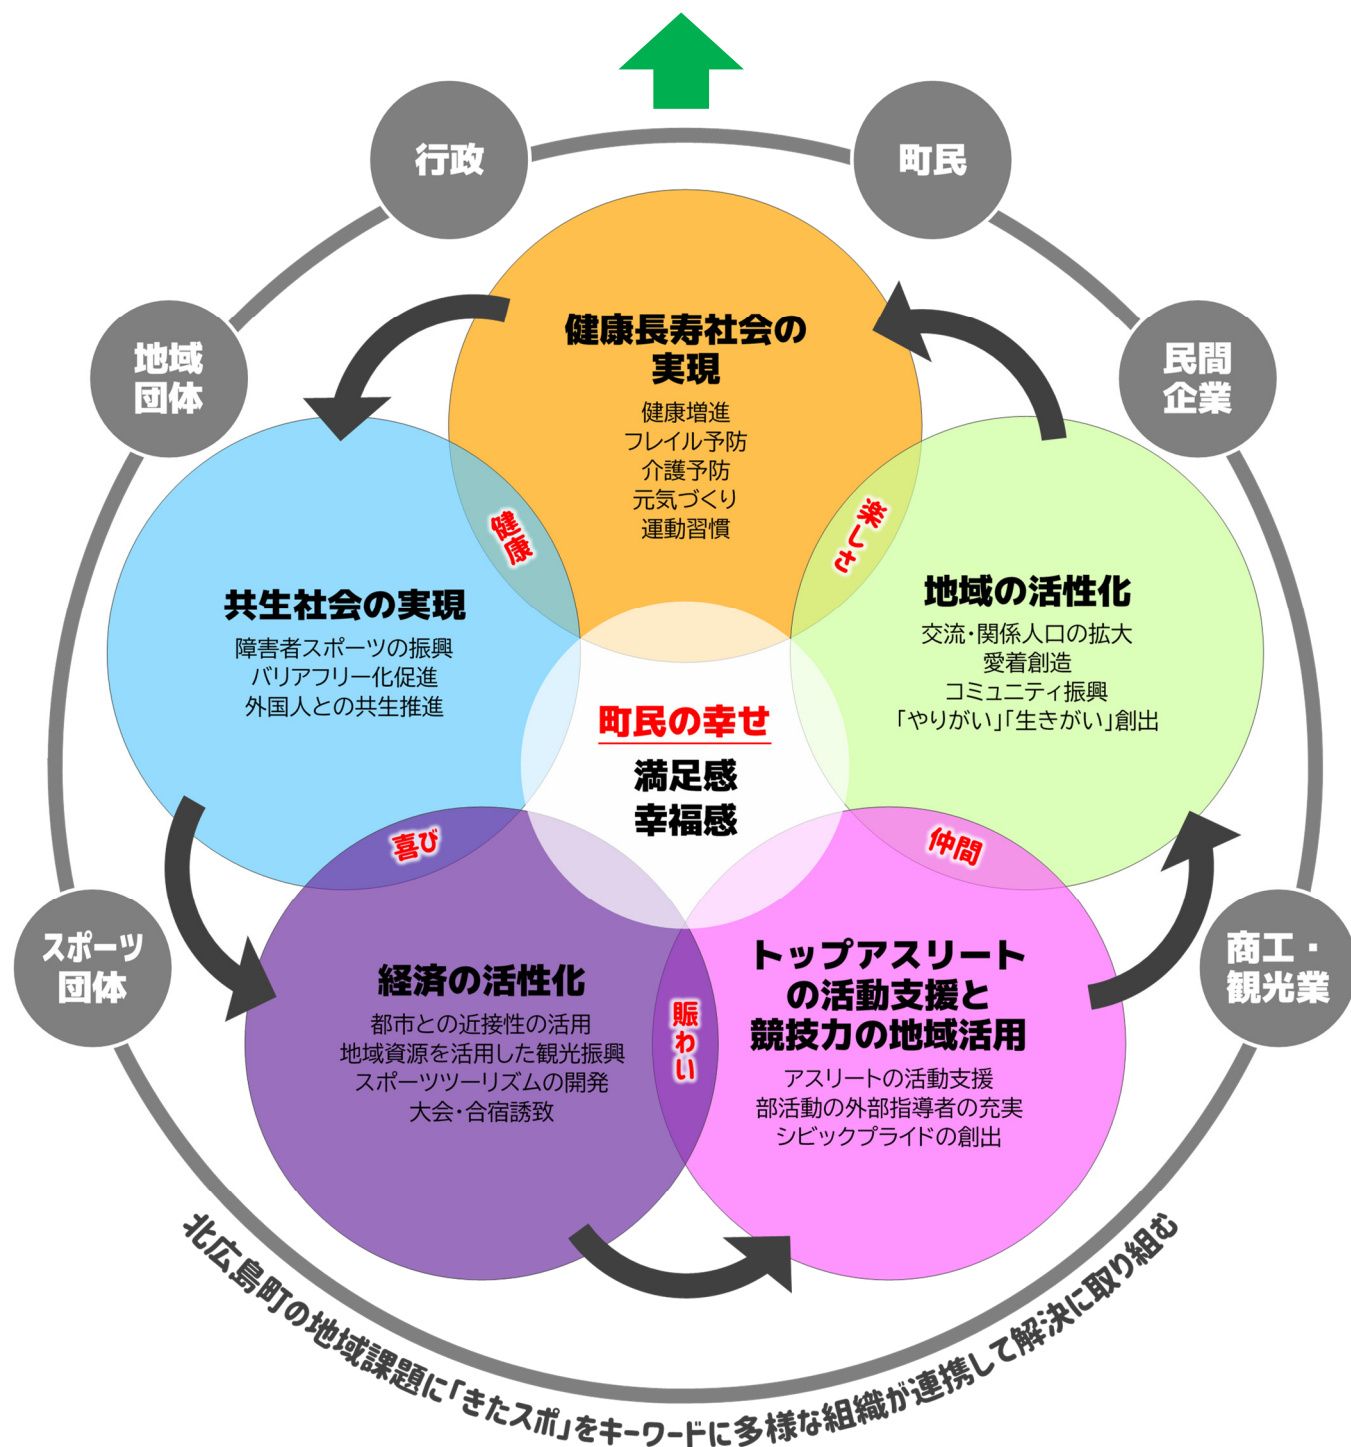 行政
町民
地域
団体
民間
企業
健康長寿社会の
実現
健康増進
フレイル予防
介護予防
元気づくり
運動習慣
健康
楽しさ
共生社会の実現
障害者スポーツの振興
バリアフリー化促進
外国人との共生推進
地域の活性化
交流・関係人口の拡大
愛着創造
コミュニティ振興
「やりがい」「生きがい」創出
町民の幸せ
満足感
幸福感
喜び
仲間
スポーツ
団体
商工・
観光業
経済の活性化
都市との近接性の活用
地域資源を活用した観光振興
スポーツツーリズムの開発
大会・合宿誘致
賑わい
トップアスリート
の活動支援と
競技力の地域活用
アスリートの活動支援
部活動の外部指導者の充実
シビックプライドの創出
北広島町の地域課題に「きたスポ」をキーワードに多様な組織が連携して解決に取り組む